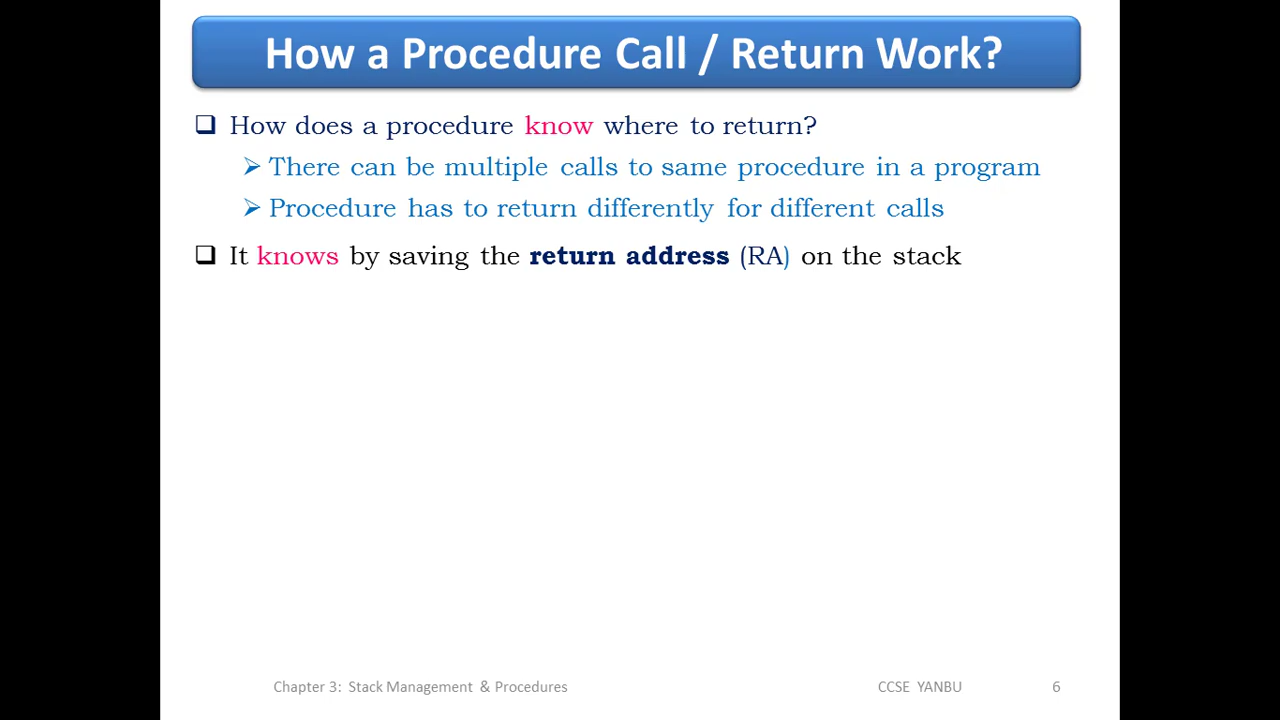 How a Procedure Call / Return Work?
How does a procedure know where to return?
There can be multiple calls to same procedure in a program
Procedure has to return differently for different calls
It knows by saving the return address (RA) on the stack
Chapter 3: Stack Management & Procedures CCSE YANBU 6